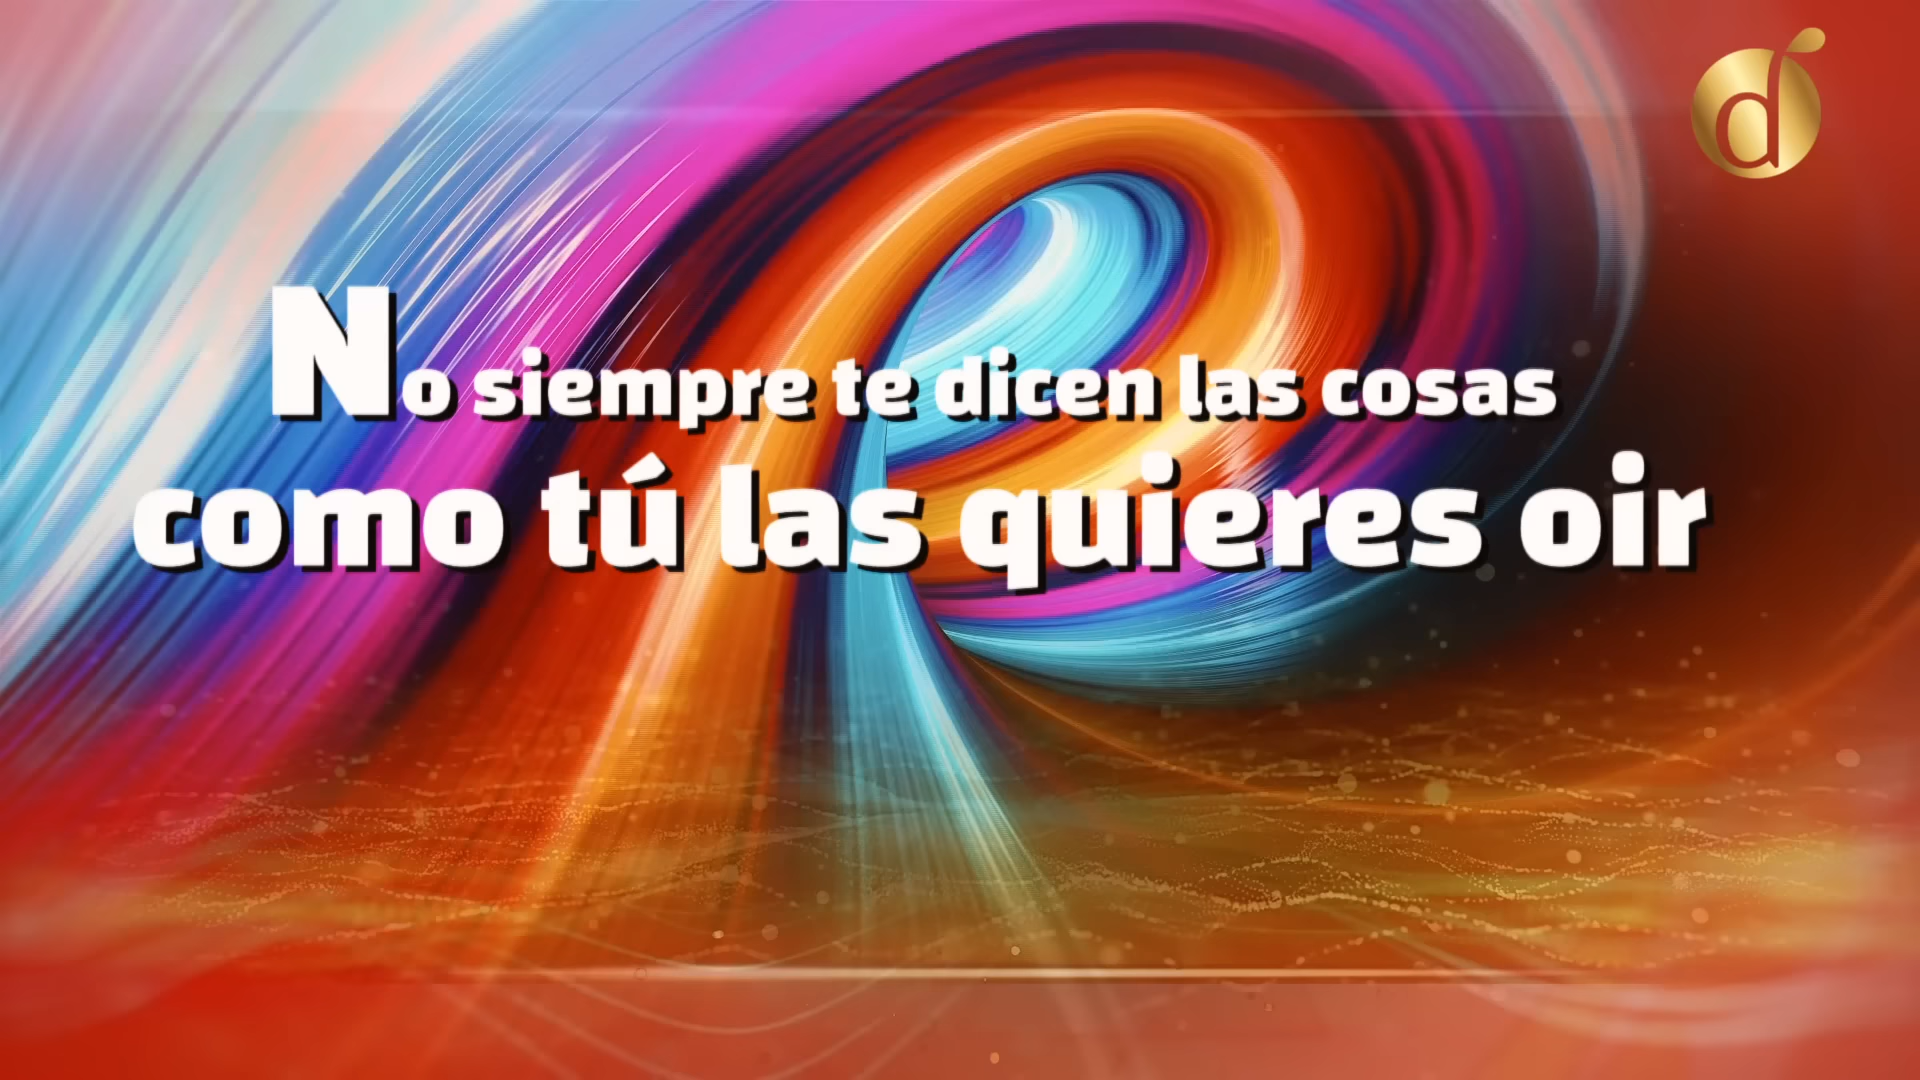 No siempre te dicen las cosas
como tú las quieres oir
d